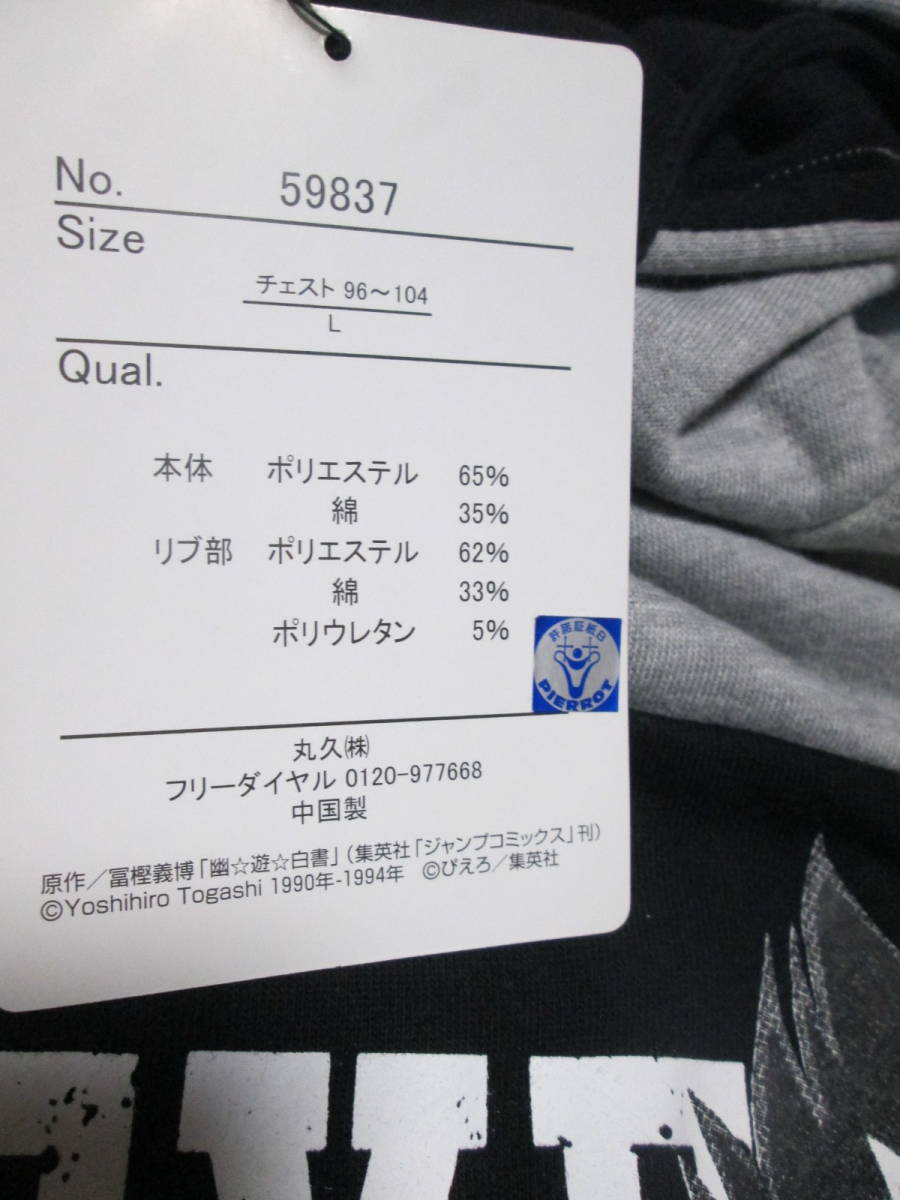 No. 59837
Size
チェスト 96～104
L
Qual.
本体 ポリエステル 65%
綿 35%
リブ部 ポリエステル 62%
綿 33%
ポリウレタン 5%
許諾証紙B
PIERROT
丸久㈱
フリーダイヤル 0120-977668
中国製
原作／冨樫義博「幽☆遊☆白書」（集英社「ジャンプコミックス」刊）
©Yoshihiro Togashi 1990年-1994年 ©ぴえろ／集英社